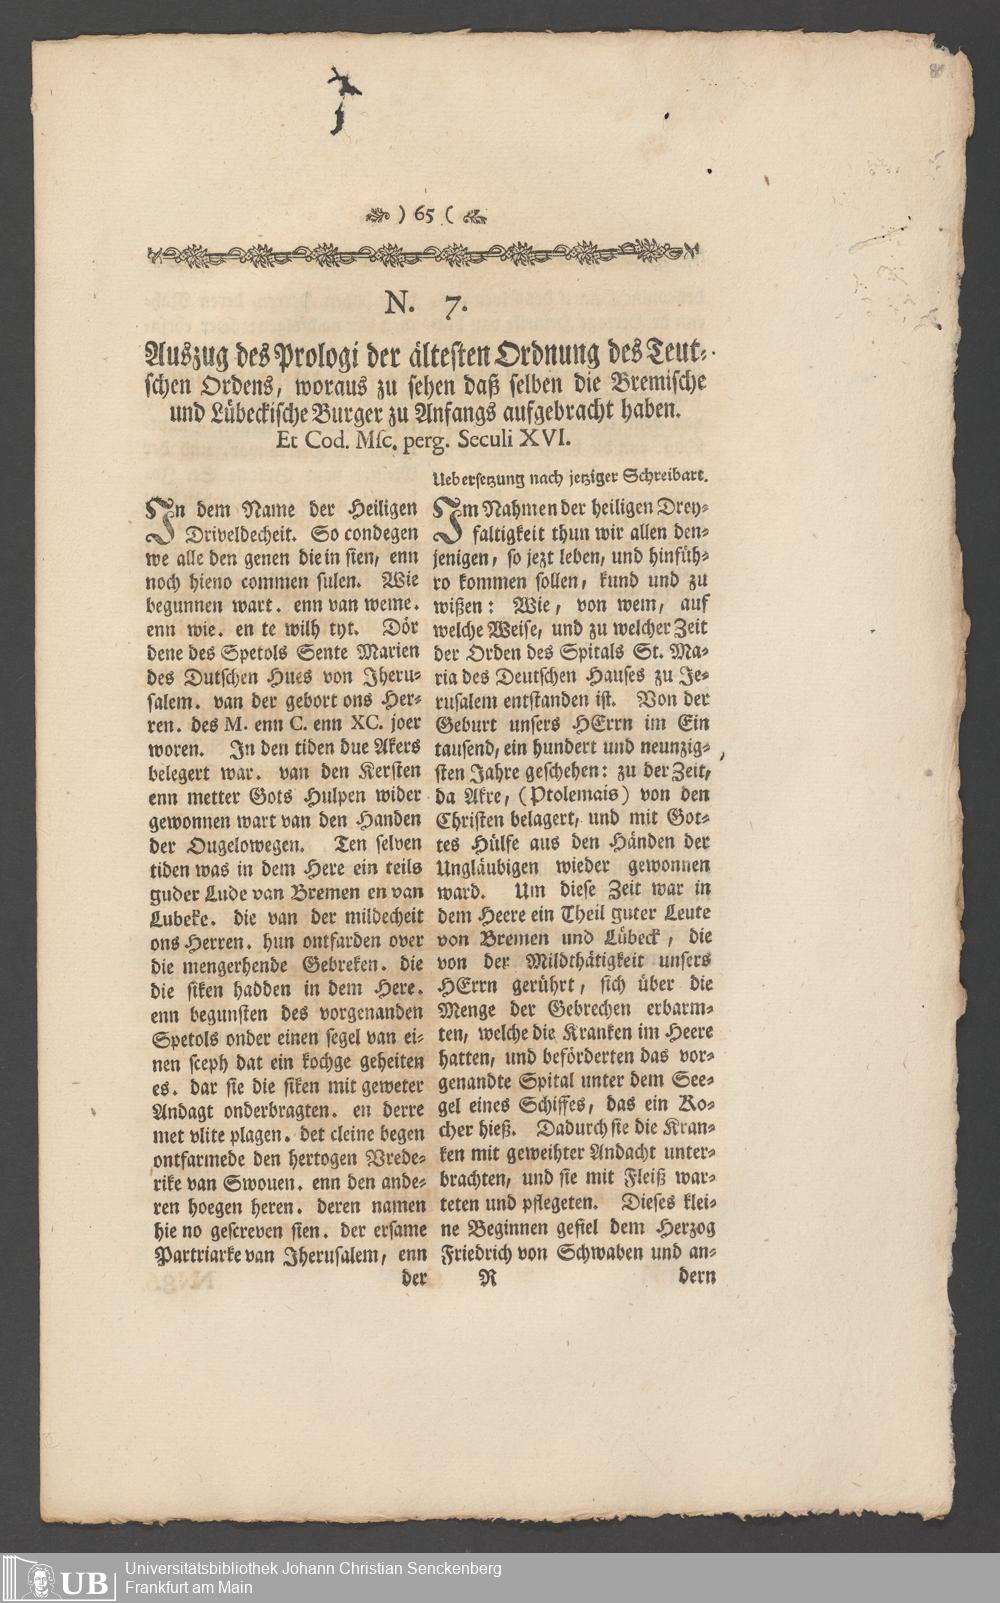 ) 65 (
N. 7.
Auszug des Prologi der ältesten Ordnung des Teut-
schen Ordens, woraus zu sehen daß selben die Bremische
und Lübeckische Burger zu Anfangs aufgebracht haben.
Et Cod. Msc. perg. Seculi XVI.
In dem Name der Heiligen
Driveldecheit. So condegen
we alle den genen die in sien, enn
noch hieno commen sulen. Wie
begunnen wart. enn van weme.
enn wie. en te wilh tyt. Dór
dene des Spetols Sente Marien
des Dutschen Hues von Jheru-
salem. van der gebort ons Her-
ren. des M. enn C. enn XC. joer
woren. In den tiden due Akers
belegert war. van den Kersten
enn metter Gots Hulpen wider
gewonnen wart van den Handen
der Ougelowegen. Ten selven
tiden was in dem Here ein teils
guder Lude van Bremen en van
Lubeke. die van der mildecheit
ons Herren. hun ontfarden over
die mengerhende Gebreken. die
die siken hadden in dem Here.
enn begunsten des vorgenanden
Spetols onder einen segel van ei-
nen sceph dat ein kochge geheiten
es. dar sie die siken mit geweter
Andagt onderbragten. en derre
met vlite plagen. det cleine begen
ontfarmede den hertogen Vrede-
rike van Swouen. enn den ande-
ren hoegen heren. deren namen
hie no gescreven sien. der ersame
Partriarke van Jherusalem, enn
der
Uebersetzung nach jetziger Schreibart.
Im Nahmen der heiligen Drey-
faltigkeit thun wir allen den-
jenigen, so jezt leben, und hinfüh-
ro kommen sollen, kund und zu
wißen: Wie, von wem, auf
welche Weise, und zu welcher Zeit
der Orden des Spitals St. Ma-
ria des Deutschen Hauses zu Je-
rusalem entstanden ist. Von der
Geburt unsers HErrn im Ein
tausend, ein hundert und neunzig-
sten Jahre geschehen: zu der Zeit,
da Akre, (Ptolemais) von den
Christen belagert, und mit Got-
tes Hülfe aus den Händen der
Ungläubigen wieder gewonnen
ward. Um diese Zeit war in
dem Heere ein Theil guter Leute
von Bremen und Lübeck, die
von der Mildthätigkeit unsers
HErrn gerührt, sich über die
Menge der Gebrechen erbarm-
ten, welche die Kranken im Heere
hatten, und beförderten das vor-
genandte Spital unter dem See-
gel eines Schiffes, das ein Ko-
cher hieß. Dadurch sie die Kran-
ken mit geweihter Andacht unter-
brachten, und sie mit Fleiß war-
teten und pflegeten. Dieses klei-
ne Beginnen gefiel dem Herzog
Friedrich von Schwaben und an-
R dern
UB
Universitätsbibliothek Johann Christian Senckenberg
Frankfurt am Main